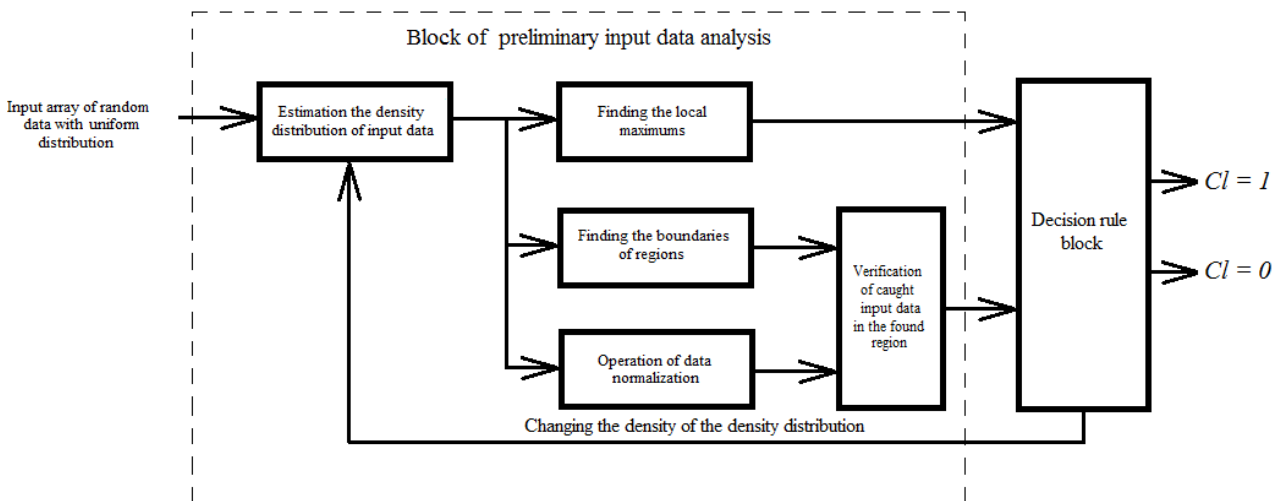 Block of preliminary input data analysis
Input array of random
data with uniform
distribution
Estimation the density
distribution of input data
Finding the local
maximums
Finding the boundaries
of regions
Operation of data
normalization
Verification
of caught
input data
in the found
region
Decision rule
block
Cl = 1
Cl = 0
Changing the density of the density distribution